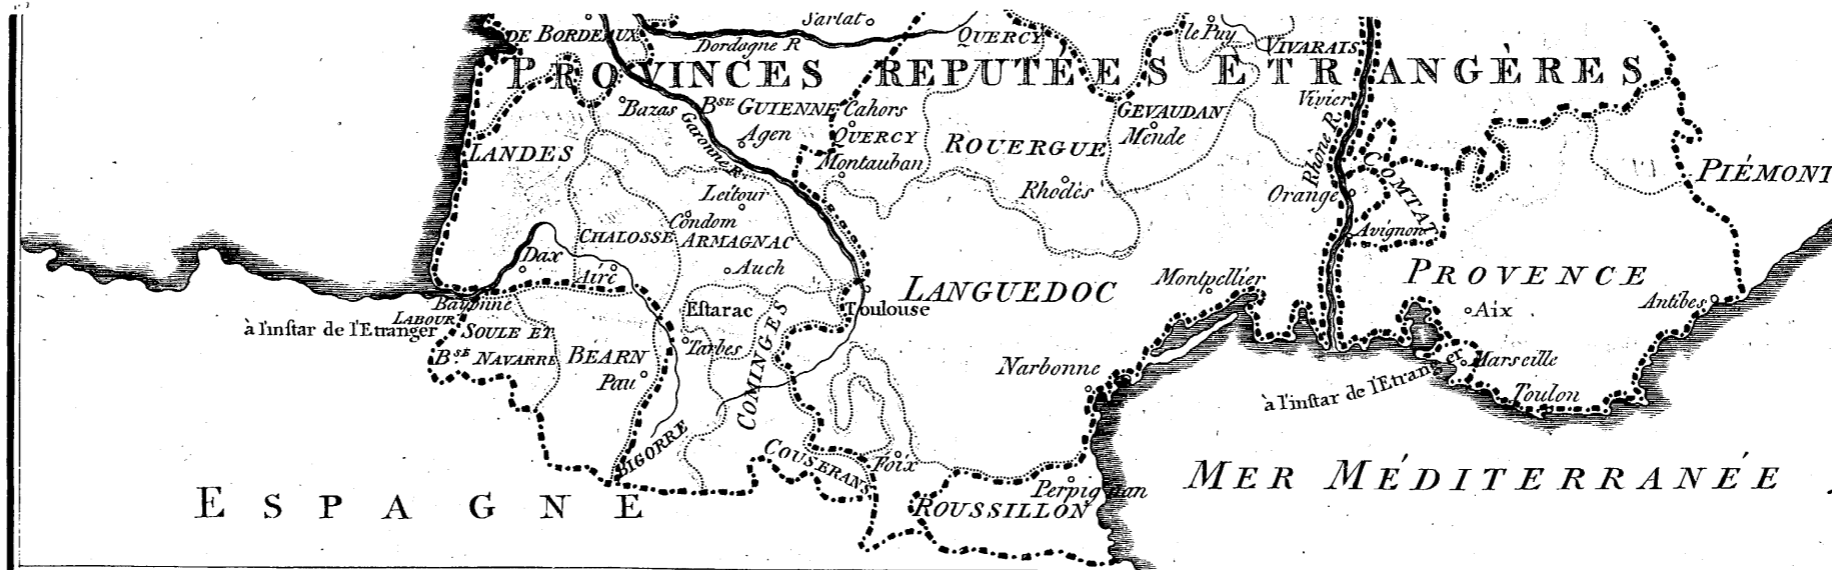 Sarlat
DE BORDEAUX
Dordogne R
QUERCY
le Puy
VIVARAIS
PROVINCES REPUTÉES ETRANGÈRES
Bazas
BSE GUIENNE
Cahors
GEVAUDAN
Vivier
Agen
QUERCY
Mende
Garonne R.
LANDES
Montauban
ROUERGUE
Rhône R.
COMTAT
PIÉMONT
Leitour
Rhodès
Orange
Condom
CHALOSSE
ARMAGNAC
Avignon
Dax
Aire
Auch
Montpellier
PROVENCE
Bayonne
LANGUEDOC
Antibes
LABOUR
Estarac
Toulouse
Aix
à l'inſtar de l'Etranger
SOULE ET
BSE NAVARRE
BÉARN
Tarbes
COMINGES
Narbonne
Marseille
Pau
à l'inſtar de l'Etranger
Toulon
BIGORRE
COUSERANS
Foix
MER MÉDITERRANÉE
ESPAGNE
Perpignan
ROUSSILLON